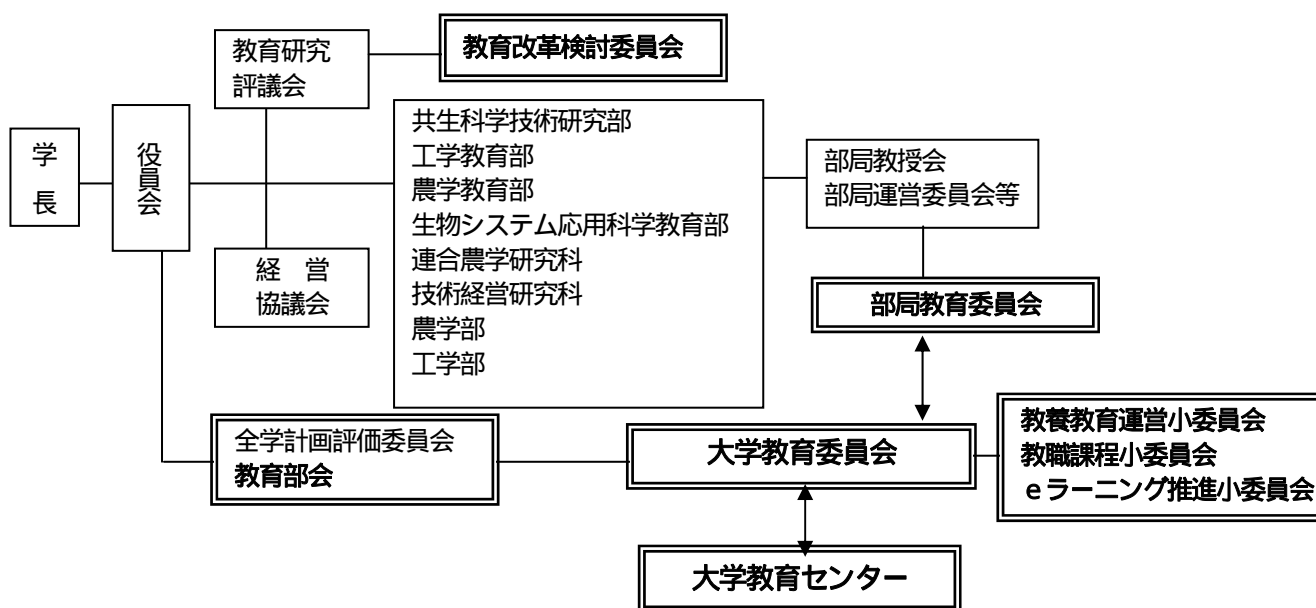 教育研究
評議会
教育改革検討委員会
学
長
役
員
会
共生科学技術研究部
工学教育部
農学教育部
生物システム応用科学教育部
連合農学研究科
技術経営研究科
農学部
工学部
部局教授会
部局運営委員会等
経　営
協議会
部局教育委員会
全学計画評価委員会
教育部会
大学教育委員会
教養教育運営小委員会
教職課程小委員会
eラーニング推進小委員会
大学教育センター